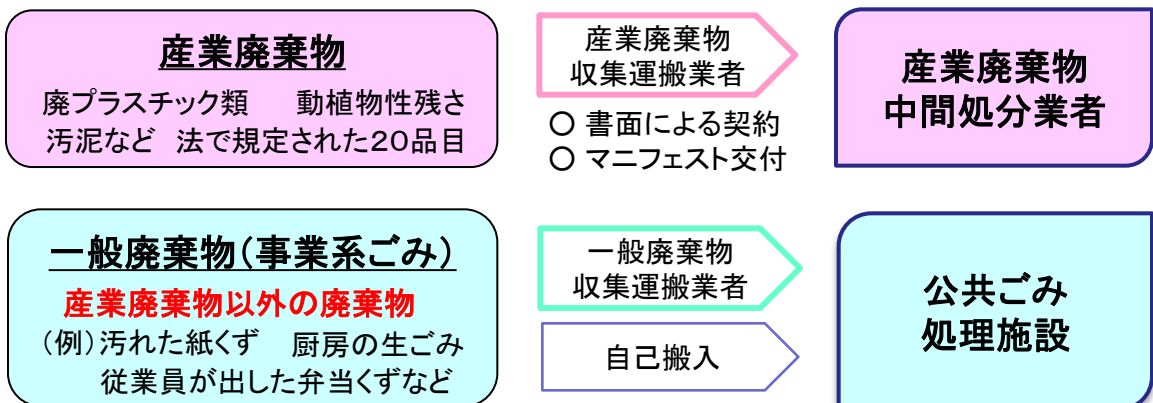 産業廃棄物
廃プラスチック類　動植物性残さ
汚泥など　法で規定された20品目
産業廃棄物
収集運搬業者
○ 書面による契約
○ マニフェスト交付
産業廃棄物
中間処分業者
一般廃棄物(事業系ごみ)
産業廃棄物以外の廃棄物
(例)汚れた紙くず　厨房の生ごみ
従業員が出した弁当くずなど
一般廃棄物
収集運搬業者
自己搬入
公共ごみ
処理施設